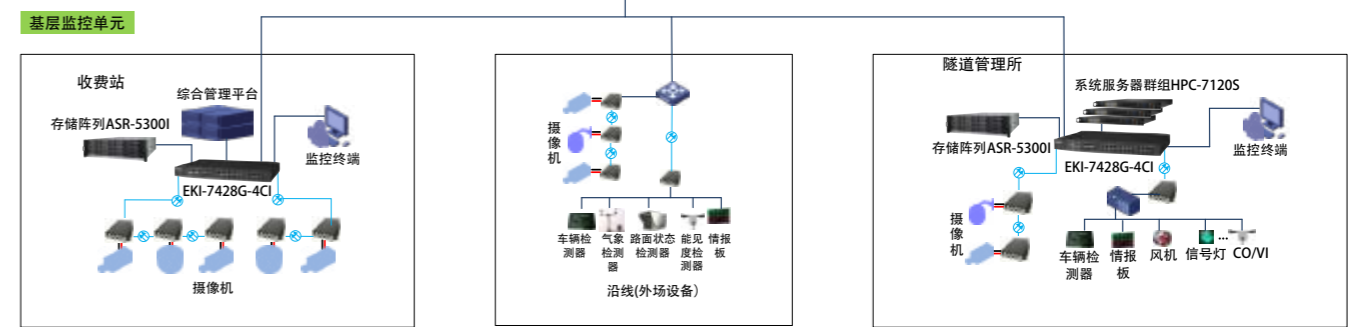 基层监控单元
收费站
综合管理平台
存储阵列ASR-5300I
监控终端
EKI-7428G-4CI
摄像机
摄
像
机
车辆检
测器
气象
检测
器
路面状态
检测器
能见
度检
测器
情报
板
沿线(外场设备)
隧道管理所
系统服务器群组HPC-7120S
存储阵列ASR-5300I
监控终端
EKI-7428G-4CI
摄
像
机
车辆检
测器
情报
板
风机
信号灯
...
CO/VI